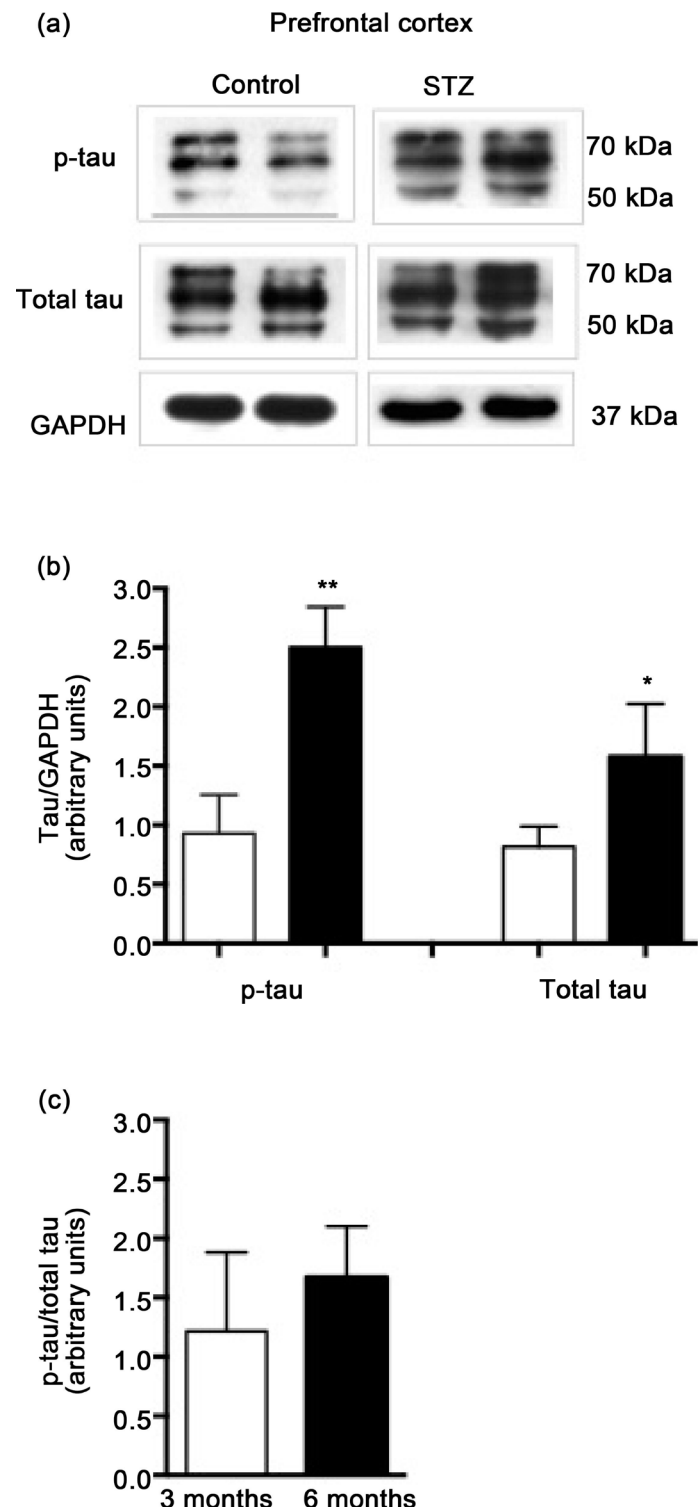 (a)
Prefrontal cortex
Control
STZ
p-tau
70 kDa
50 kDa
Total tau
70 kDa
50 kDa
GAPDH
37 kDa
(b)
Tau/GAPDH
(arbitrary units)
3.0
2.5
2.0
1.5
1.0
0.5
0.0
**
*
p-tau
Total tau
(c)
p-tau/total tau
(arbitrary units)
3.0
2.5
2.0
1.5
1.0
0.5
0.0
3 months
6 months